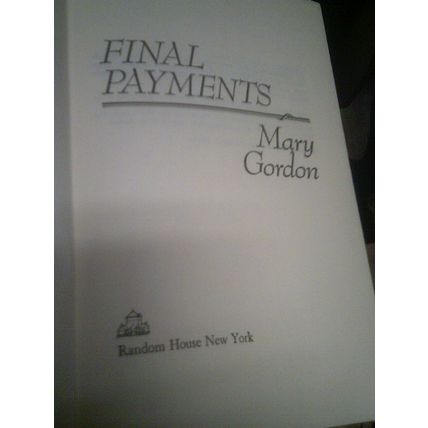 FINAL
PAYMENTS
Mary
Gordon
Random House New York